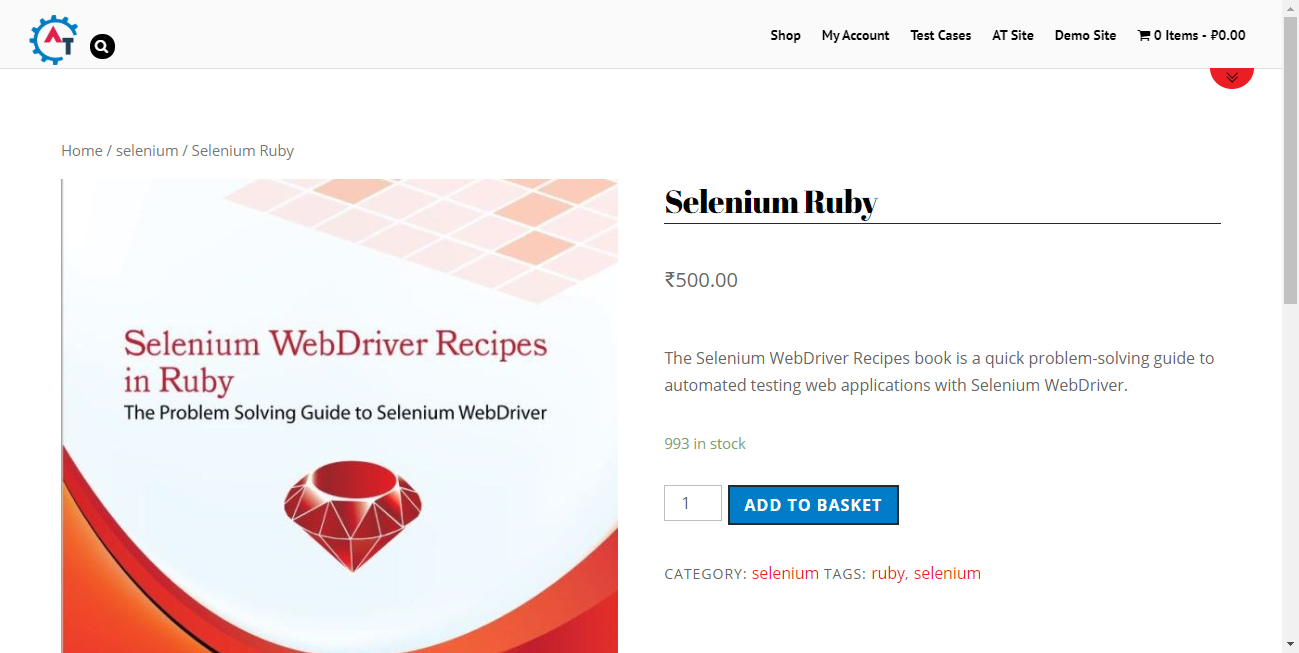 AT
Shop
My Account
Test Cases
AT Site
Demo Site
0 Items - ₽0.00
Home / selenium / Selenium Ruby
Selenium WebDriver Recipes
in Ruby
The Problem Solving Guide to Selenium WebDriver
Selenium Ruby
₹500.00
The Selenium WebDriver Recipes book is a quick problem-solving guide to
automated testing web applications with Selenium WebDriver.
993 in stock
1
ADD TO BASKET
CATEGORY: selenium TAGS: ruby, selenium